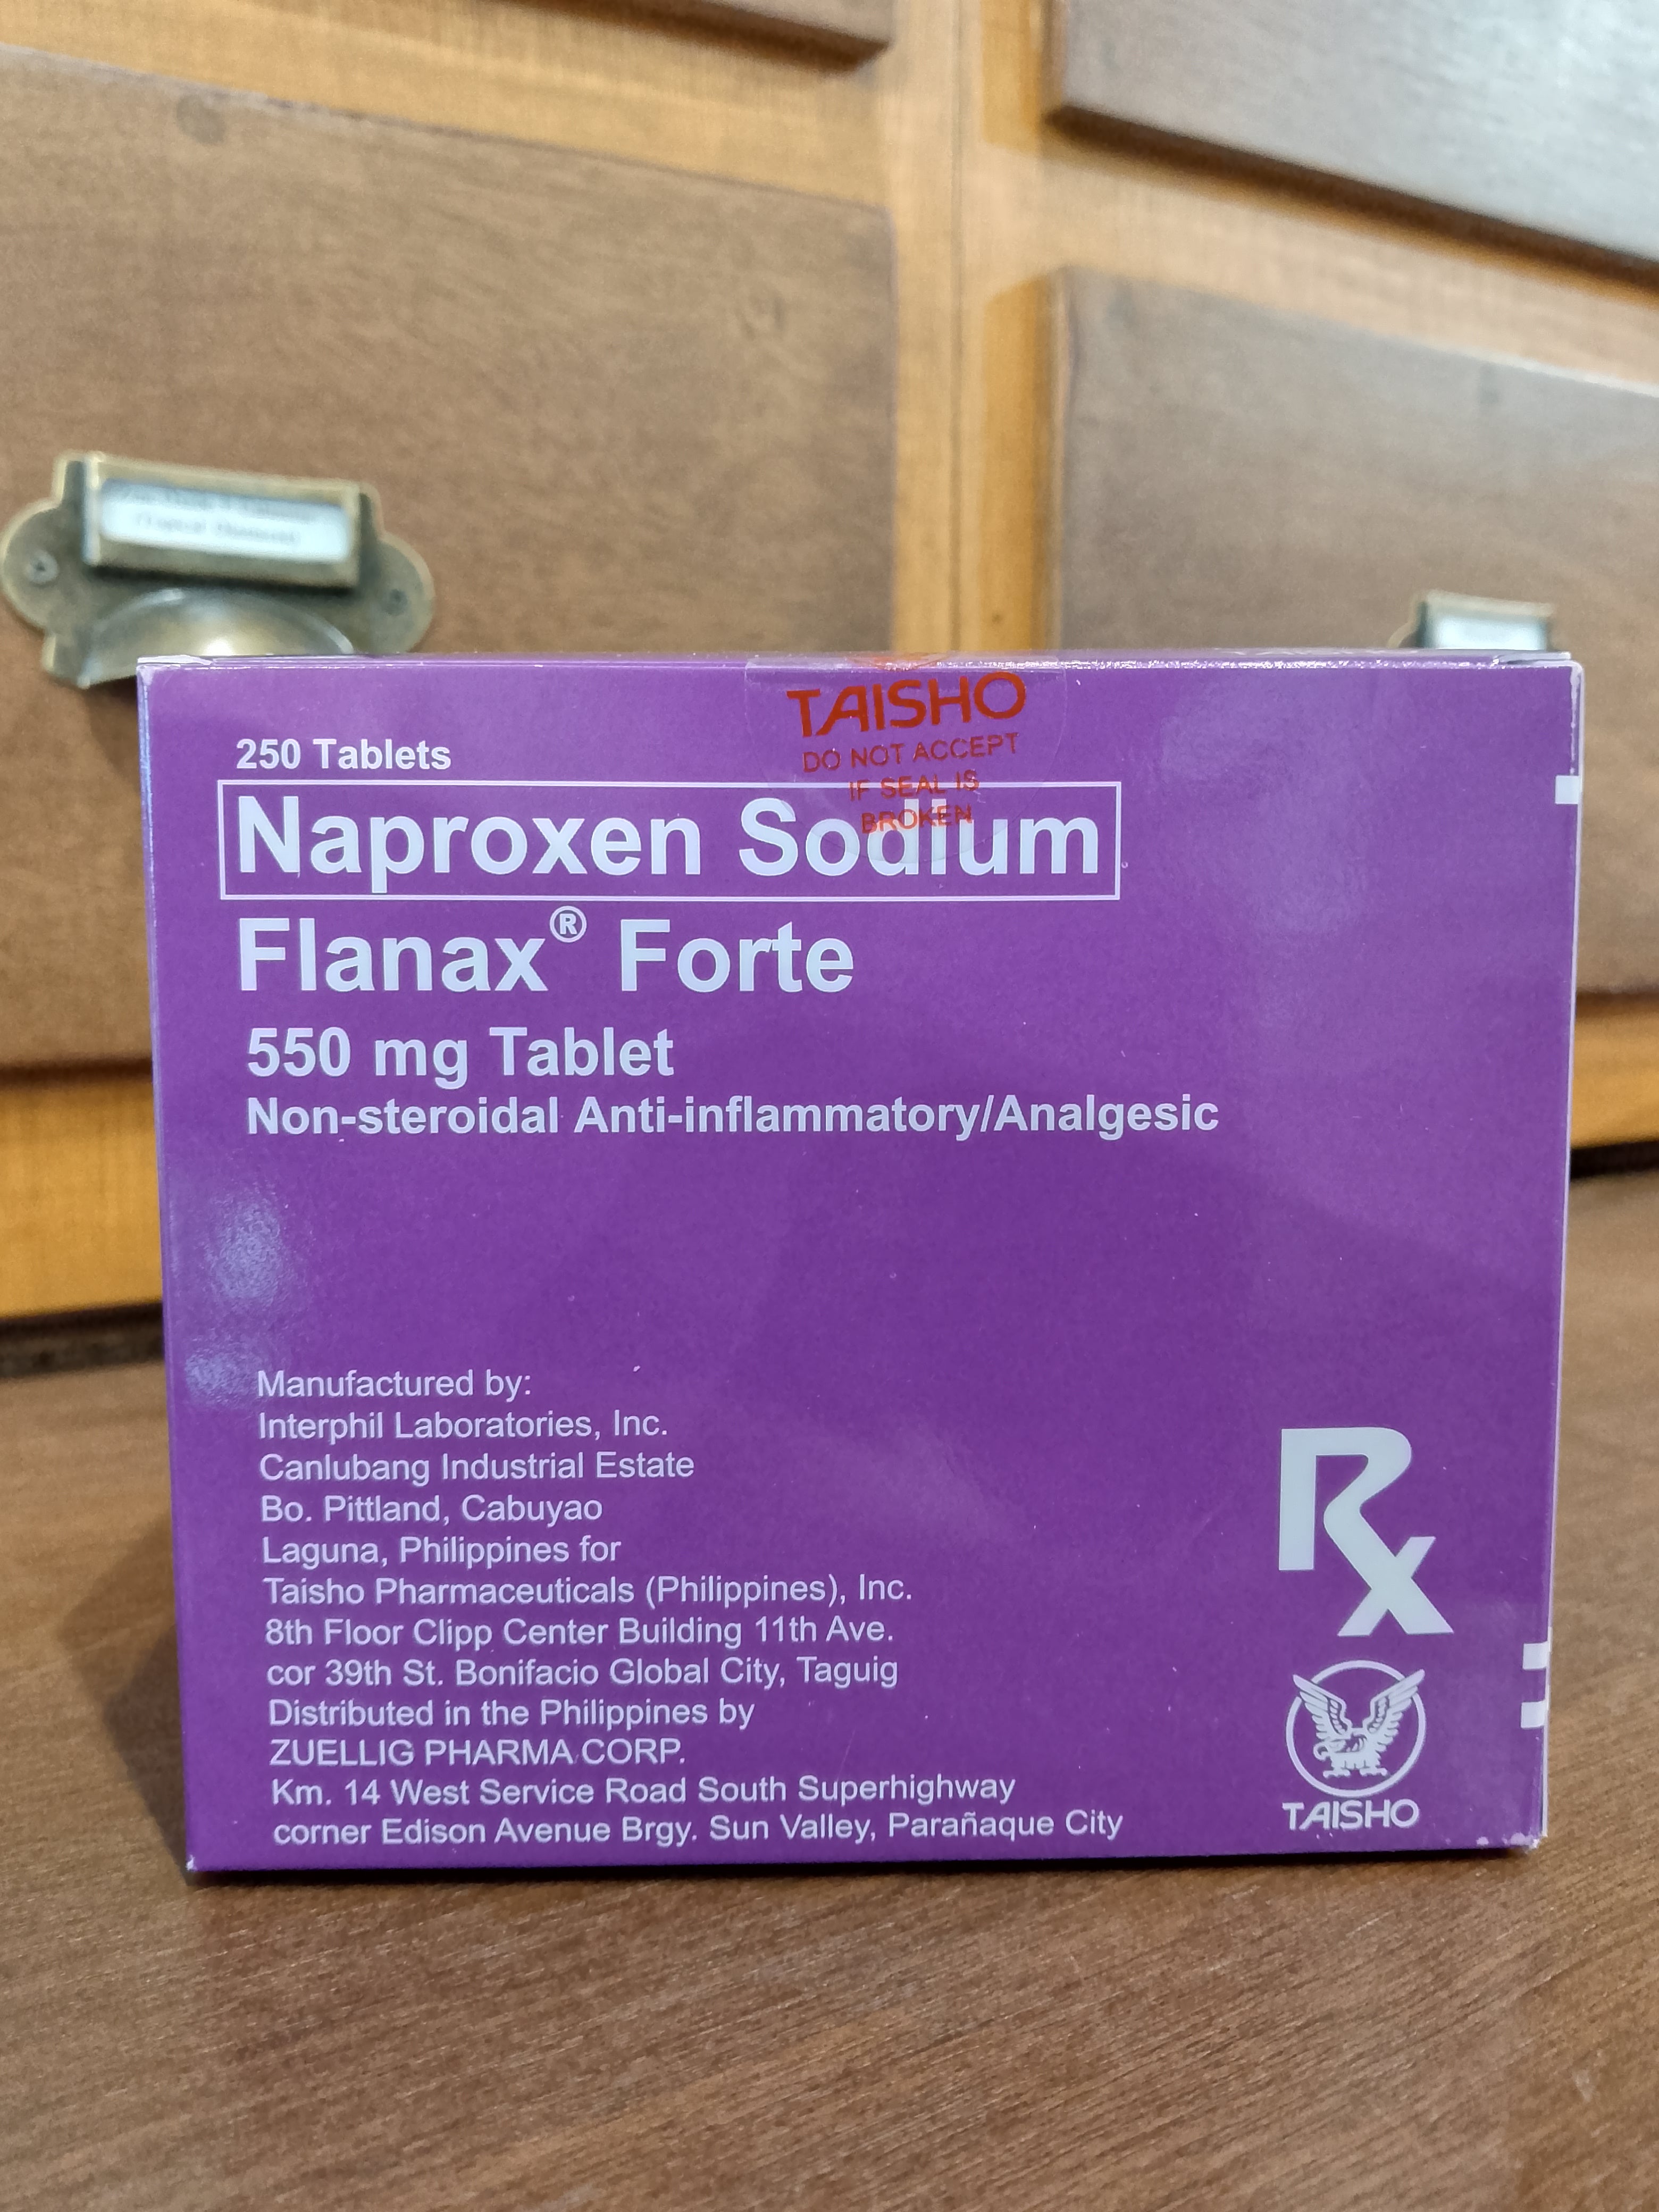 TAISHO
DO NOT ACCEPT
IF SEAL IS
BROKEN
250 Tablets
Naproxen Sodium
Flanax® Forte
550 mg Tablet
Non-steroidal Anti-inflammatory/Analgesic
Manufactured by:
Interphil Laboratories, Inc.
Canlubang Industrial Estate
Bo. Pittland, Cabuyao
Laguna, Philippines for
Taisho Pharmaceuticals (Philippines), Inc.
8th Floor Clipp Center Building 11th Ave.
cor 39th St. Bonifacio Global City, Taguig
Distributed in the Philippines by
ZUELLIG PHARMA CORP.
Km. 14 West Service Road South Superhighway
corner Edison Avenue Brgy. Sun Valley, Parañaque City
Rx
TAISHO